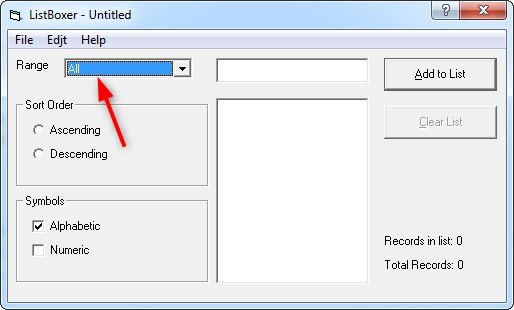 ListBoxer - Untitled
File Edjt Help
Range All Add to List
Sort Order
Ascending
Descending
Clear List
Symbols
Alphabetic
Numeric
Records in list: 0
Total Records: 0